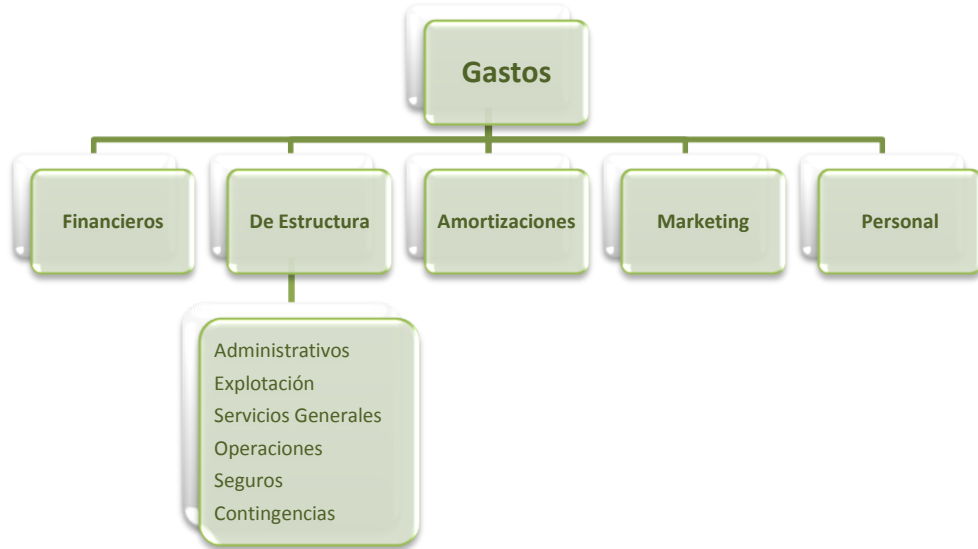 Gastos
Financieros
De Estructura
Amortizaciones
Marketing
Personal
Administrativos
Explotación
Servicios Generales
Operaciones
Seguros
Contingencias